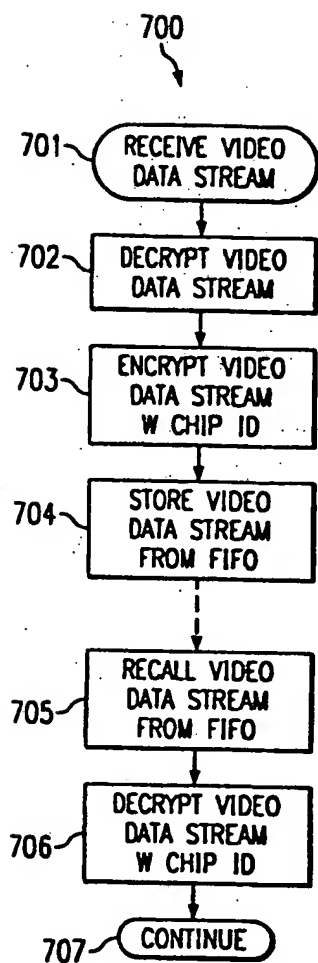 700
701
RECEIVE VIDEO
DATA STREAM
702
DECRYPT VIDEO
DATA STREAM
703
ENCRYPT VIDEO
DATA STREAM
W CHIP ID
704
STORE VIDEO
DATA STREAM
FROM FIFO
705
RECALL VIDEO
DATA STREAM
FROM FIFO
706
DECRYPT VIDEO
DATA STREAM
W CHIP ID
707
CONTINUE